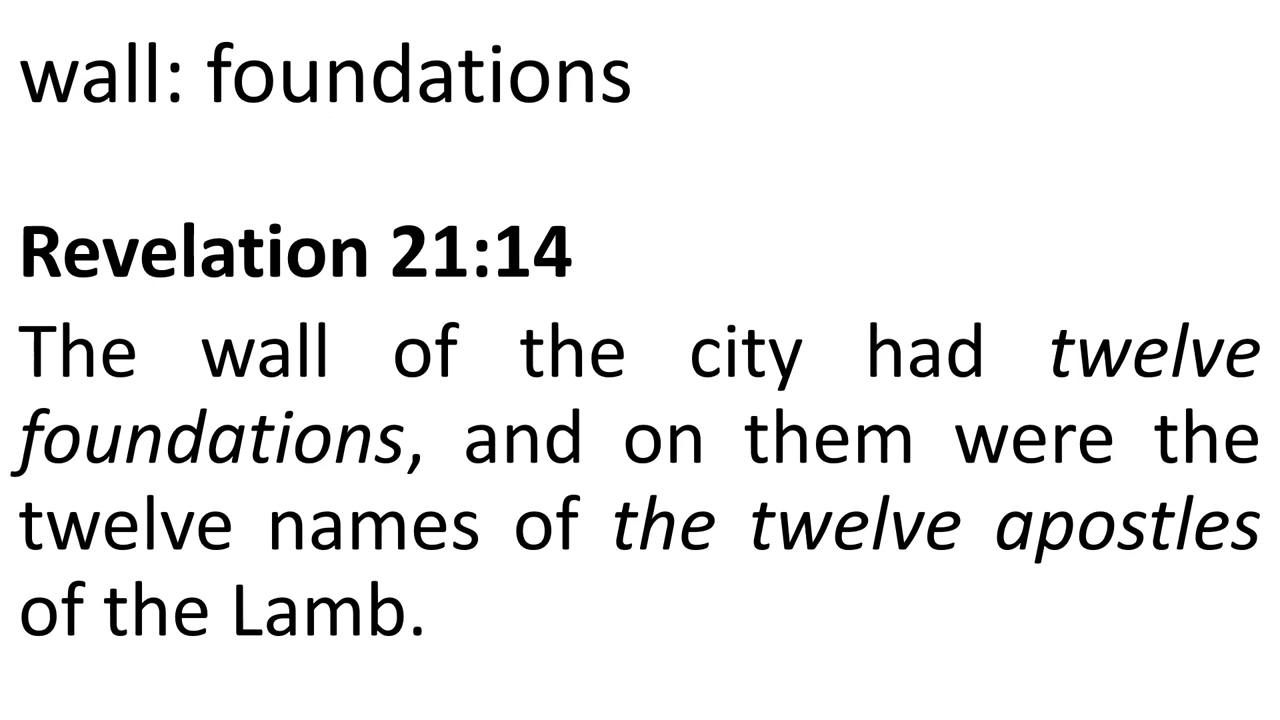 wall: foundations
Revelation 21:14
The wall of the city had twelve
foundations, and on them were the
twelve names of the twelve apostles
of the Lamb.